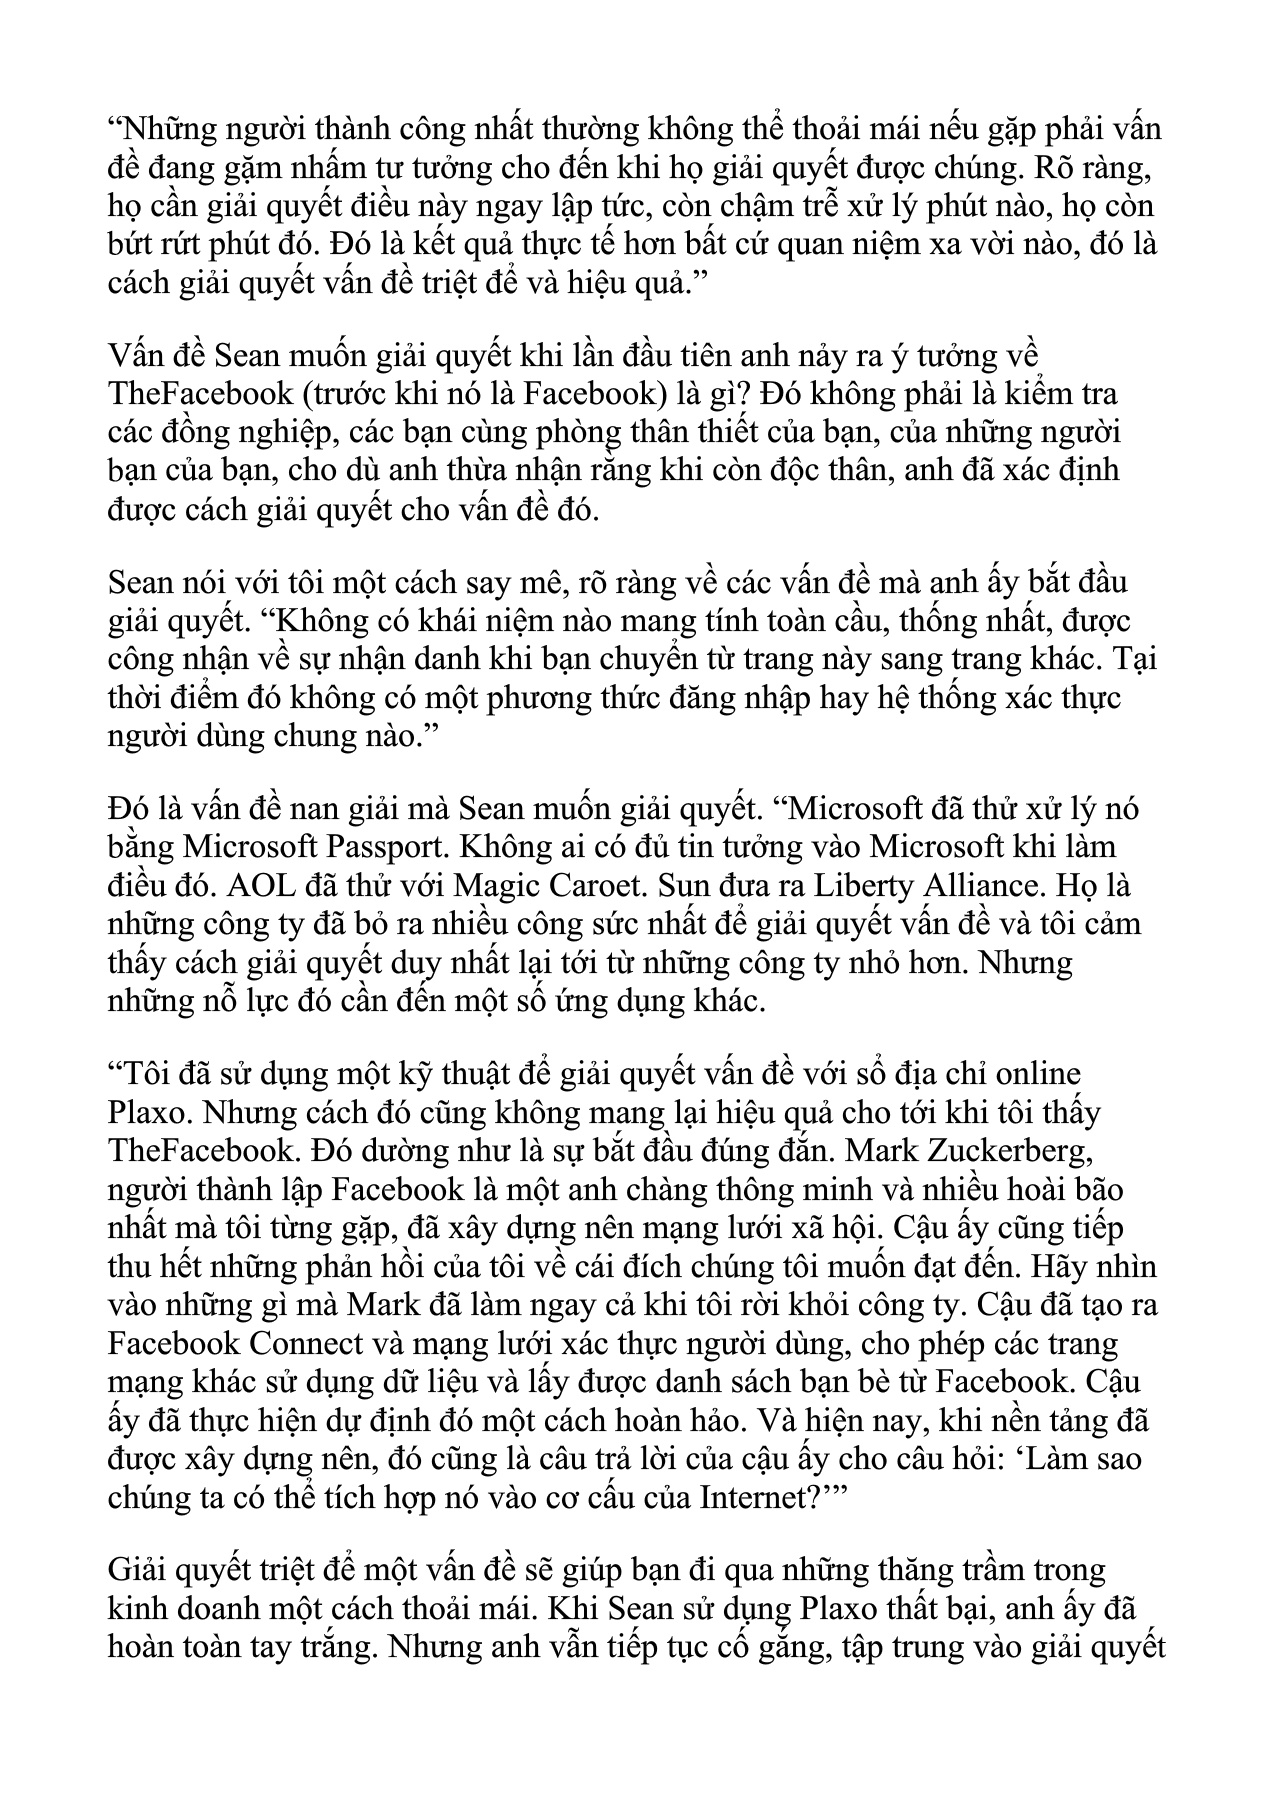 “Những người thành công nhất thường không thể thoải mái nếu gặp phải vấn
đề đang gặm nhấm tư tưởng cho đến khi họ giải quyết được chúng. Rõ ràng,
họ cần giải quyết điều này ngay lập tức, còn chậm trễ xử lý phút nào, họ còn
bứt rứt phút đó. Đó là kết quả thực tế hơn bất cứ quan niệm xa vời nào, đó là
cách giải quyết vấn đề triệt để và hiệu quả.”
Vấn đề Sean muốn giải quyết khi lần đầu tiên anh nảy ra ý tưởng về
TheFacebook (trước khi nó là Facebook) là gì? Đó không phải là kiểm tra
các đồng nghiệp, các bạn cùng phòng thân thiết của bạn, của những người
bạn của bạn, cho dù anh thừa nhận rằng khi còn độc thân, anh đã xác định
được cách giải quyết cho vấn đề đó.
Sean nói với tôi một cách say mê, rõ ràng về các vấn đề mà anh ấy bắt đầu
giải quyết. “Không có khái niệm nào mang tính toàn cầu, thống nhất, được
công nhận về sự nhận danh khi bạn chuyển từ trang này sang trang khác. Tại
thời điểm đó không có một phương thức đăng nhập hay hệ thống xác thực
người dùng chung nào.”
Đó là vấn đề nan giải mà Sean muốn giải quyết. “Microsoft đã thử xử lý nó
bằng Microsoft Passport. Không ai có đủ tin tưởng vào Microsoft khi làm
điều đó. AOL đã thử với Magic Caroet. Sun đưa ra Liberty Alliance. Họ là
những công ty đã bỏ ra nhiều công sức nhất để giải quyết vấn đề và tôi cảm
thấy cách giải quyết duy nhất lại tới từ những công ty nhỏ hơn. Nhưng
những nỗ lực đó cần đến một số ứng dụng khác.
“Tôi đã sử dụng một kỹ thuật để giải quyết vấn đề với sổ địa chỉ online
Plaxo. Nhưng cách đó cũng không mang lại hiệu quả cho tới khi tôi thấy
TheFacebook. Đó dường như là sự bắt đầu đúng đắn. Mark Zuckerberg,
người thành lập Facebook là một anh chàng thông minh và nhiều hoài bão
nhất mà tôi từng gặp, đã xây dựng nên mạng lưới xã hội. Cậu ấy cũng tiếp
thu hết những phản hồi của tôi về cái đích chúng tôi muốn đạt đến. Hãy nhìn
vào những gì mà Mark đã làm ngay cả khi tôi rời khỏi công ty. Cậu đã tạo ra
Facebook Connect và mạng lưới xác thực người dùng, cho phép các trang
mạng khác sử dụng dữ liệu và lấy được danh sách bạn bè từ Facebook. Cậu
ấy đã thực hiện dự định đó một cách hoàn hảo. Và hiện nay, khi nền tảng đã
được xây dựng nên, đó cũng là câu trả lời của cậu ấy cho câu hỏi: ‘Làm sao
chúng ta có thể tích hợp nó vào cơ cấu của Internet?’”
Giải quyết triệt để một vấn đề sẽ giúp bạn đi qua những thăng trầm trong
kinh doanh một cách thoải mái. Khi Sean sử dụng Plaxo thất bại, anh ấy đã
hoàn toàn tay trắng. Nhưng anh vẫn tiếp tục cố gắng, tập trung vào giải quyết